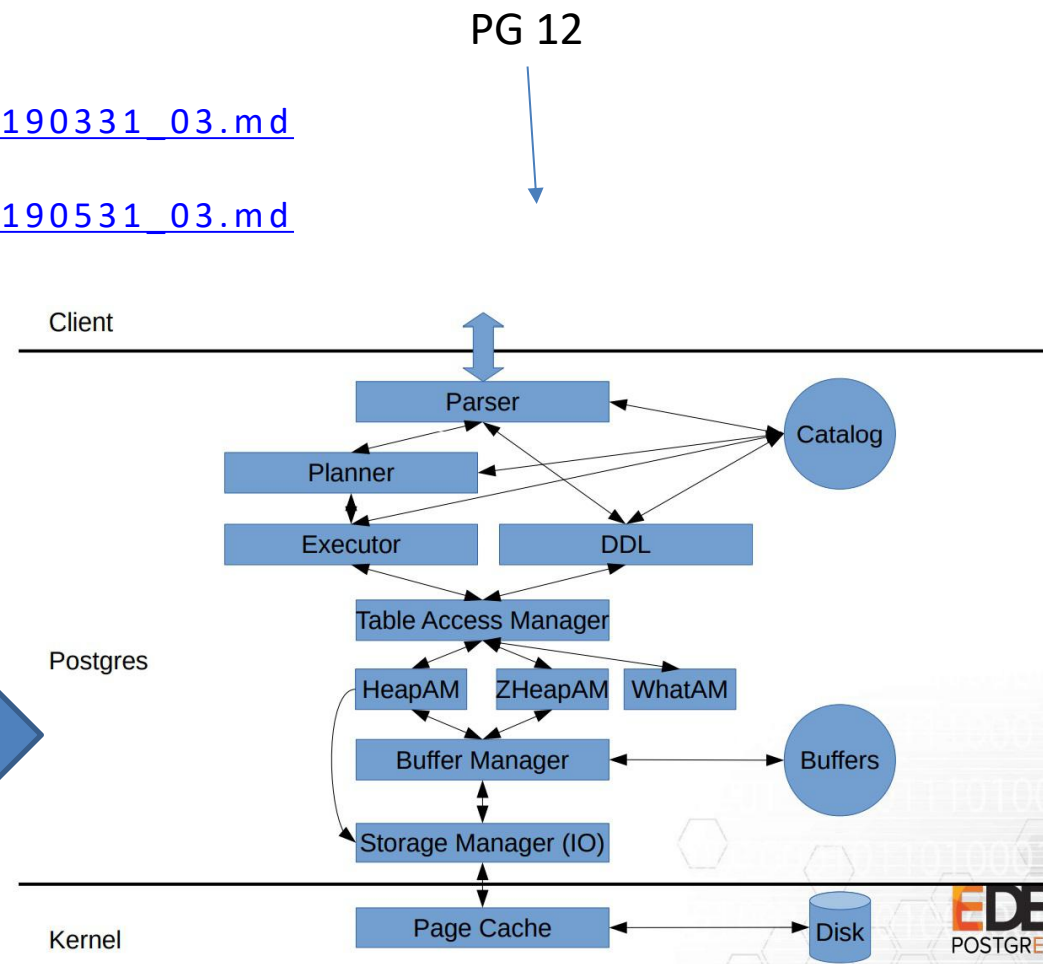 PG 12
190331_03.md
190531_03.md
Client
Parser
Catalog
Planner
Executor
DDL
Table Access Manager
Postgres
HeapAM
ZHeapAM
WhatAM
Buffer Manager
Buffers
Storage Manager (IO)
Kernel
Page Cache
Disk
EDB
POSTGRE